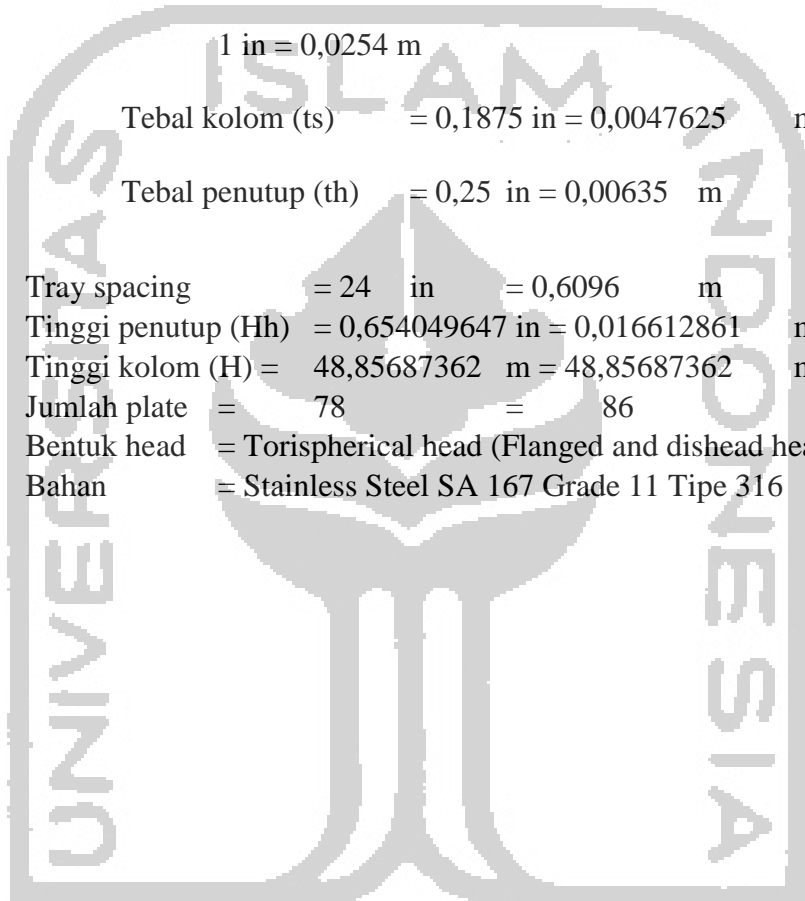 1 in = 0,0254 m
Tebal kolom (ts) = 0,1875 in = 0,0047625
Tebal penutup (th) = 0,25 in = 0,00635 m
Tray spacing = 24 in = 0,6096 m
Tinggi penutup (Hh) = 0,654049647 in = 0,016612861
Tinggi kolom (H) = 48,85687362 m = 48,85687362
Jumlah plate = 78 = 86
Bentuk head = Torispherical head (Flanged and dishead
Bahan = Stainless Steel SA 167 Grade 11 Tipe 316
UNIVERSITAS
ISLAM
INDONESIA